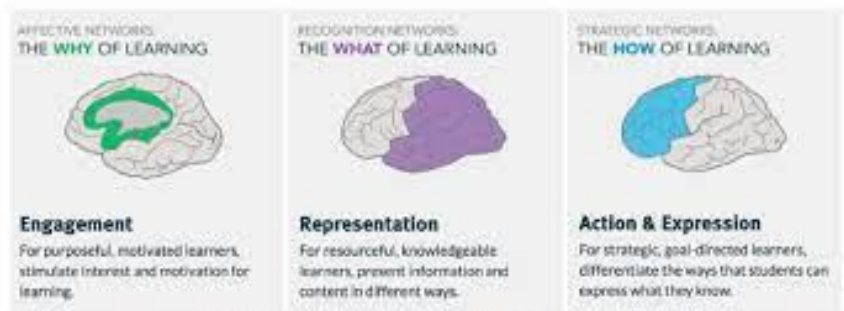 AFFECTIVE NETWORKS:
THE WHY OF LEARNING
Engagement
For purposeful, motivated learners,
stimulate interest and motivation for
learning.
RECOGNITION NETWORKS:
THE WHAT OF LEARNING
Representation
For resourceful, knowledgeable
learners, present information and
content in different ways.
STRATEGIC NETWORKS:
THE HOW OF LEARNING
Action & Expression
For strategic, goal-directed learners,
differentiate the ways that students can
express what they know.